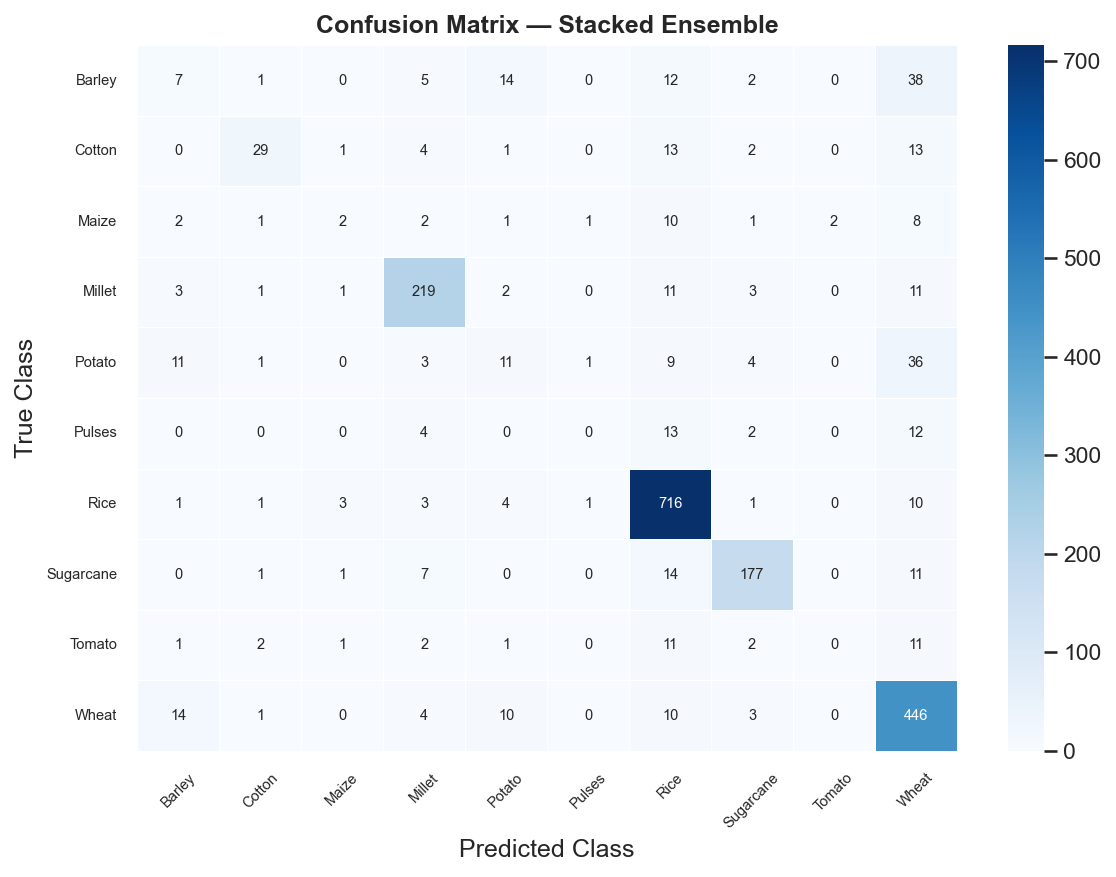 Confusion Matrix — Stacked Ensemble
True Class
Barley 7 1 0 5 14 0 12 2 0 38
Cotton 0 29 1 4 1 0 13 2 0 13
Maize 2 1 2 2 1 1 10 1 2 8
Millet 3 1 1 219 2 0 11 3 0 11
Potato 11 1 0 3 11 1 9 4 0 36
Pulses 0 0 0 4 0 0 13 2 0 12
Rice 1 1 3 3 4 1 716 1 0 10
Sugarcane 0 1 1 7 0 0 14 177 0 11
Tomato 1 2 1 2 1 0 11 2 0 11
Wheat 14 1 0 4 10 0 10 3 0 446
Barley Cotton Maize Millet Potato Pulses Rice Sugarcane Tomato Wheat
Predicted Class
700
600
500
400
300
200
100
0